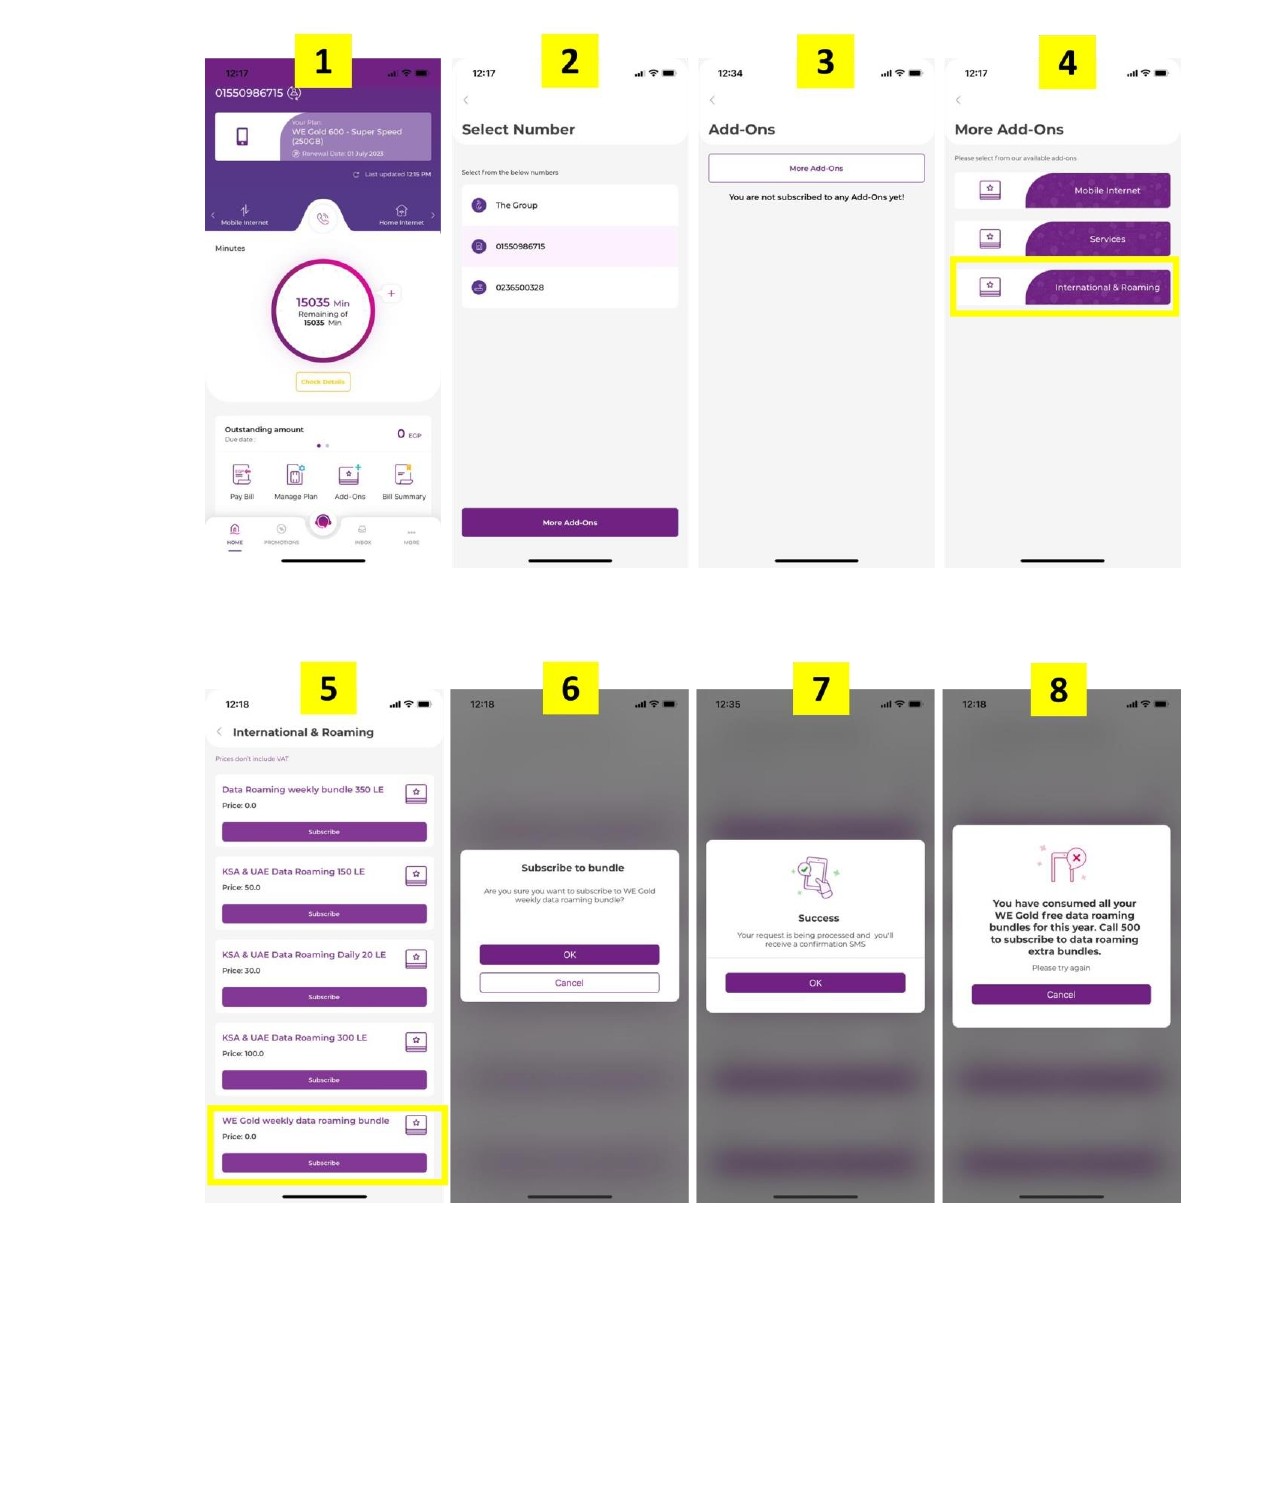 1
12:17
01550986715
Your Plan:
WE Gold 600 - Super Speed
(250GB)
Renewal Date: 01 July 2023
Last updated 12:15 PM
Mobile Internet
Home Internet
Minutes
15035 Min
Remaining of
15035 Min
+
Check Details
Outstanding amount
Due date:
0 EGP
Pay Bill
Manage Plan
Add-Ons
Bill Summary
HOME
PROMOTIONS
INBOX
MORE
2
12:17
Select Number
Select from the below numbers
The Group
01550986715
0236500328
More Add-Ons
3
12:34
Add-Ons
More Add-Ons
You are not subscribed to any Add-Ons yet!
4
12:17
More Add-Ons
Please select from our available add-ons
Mobile Internet
Services
International & Roaming
5
12:18
International & Roaming
Prices don't include VAT
Data Roaming weekly bundle 350 LE
Price: 0.0
Subscribe
KSA & UAE Data Roaming 150 LE
Price: 50.0
Subscribe
KSA & UAE Data Roaming Daily 20 LE
Price: 30.0
Subscribe
KSA & UAE Data Roaming 300 LE
Price: 100.0
Subscribe
WE Gold weekly data roaming bundle
Price: 0.0
Subscribe
6
12:18
Subscribe to bundle
Are you sure you want to subscribe to WE Gold
weekly data roaming bundle?
OK
Cancel
7
12:35
Success
Your request is being processed and you'll
receive a confirmation SMS
OK
8
12:18
You have consumed all your
WE Gold free data roaming
bundles for this year. Call 500
to subscribe to data roaming
extra bundles.
Please try again
Cancel